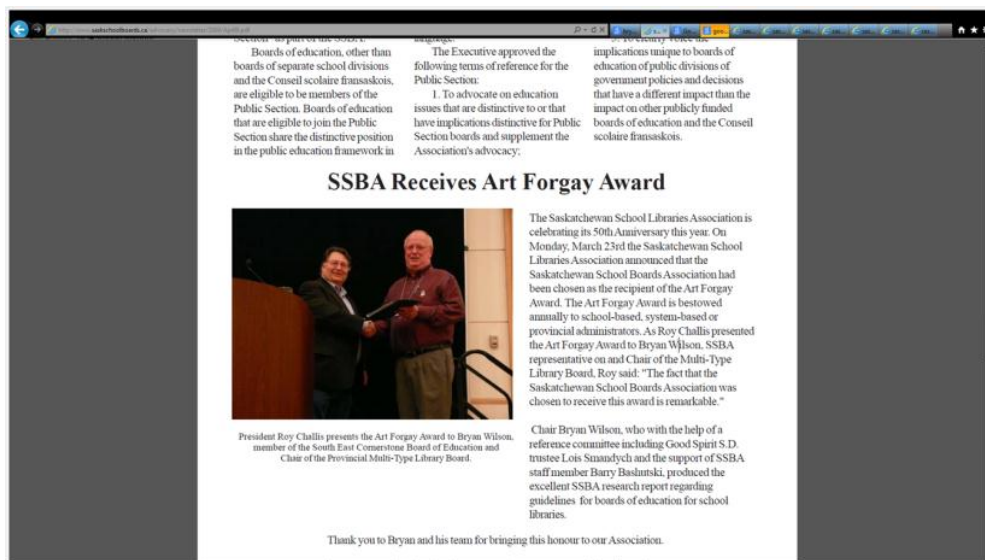 Boards of education, other than
boards of separate school divisions
and the Conseil scolaire fransaskois,
are eligible to be members of the
Public Section. Boards of education
that are eligible to join the Public
Section share the distinctive position
in the public education framework in
language.
The Executive approved the
following terms of reference for the
Public Section:
1. To advocate on education
issues that are distinctive to or that
have implications distinctive for Public
Section boards and supplement the
Association's advocacy;
implications unique to boards of
education of public divisions of
government policies and decisions
that have a different impact than the
impact on other publicly funded
boards of education and the Conseil
scolaire fransaskois.
SSBA Receives Art Forgay Award
The Saskatchewan School Libraries Association is
celebrating its 50th Anniversary this year. On
Monday, March 23rd the Saskatchewan School
Libraries Association announced that the
Saskatchewan School Boards Association had
been chosen as the recipient of the Art Forgay
Award. The Art Forgay Award is bestowed
annually to school-based, system-based or
provincial administrators. As Roy Challis presented
the Art Forgay Award to Bryan Wilson, SSBA
representative on and Chair of the Multi-Type
Library Board, Roy said: "The fact that the
Saskatchewan School Boards Association was
chosen to receive this award is remarkable."
President Roy Challis presents the Art Forgay Award to Bryan Wilson,
member of the South East Cornerstone Board of Education and
Chair of the Provincial Multi-Type Library Board.
Chair Bryan Wilson, who with the help of a
reference committee including Good Spirit S.D.
trustee Lois Smandych and the support of SSBA
staff member Barry Bashutski, produced the
excellent SSBA research report regarding
guidelines for boards of education for school
libraries.
Thank you to Bryan and his team for bringing this honour to our Association.